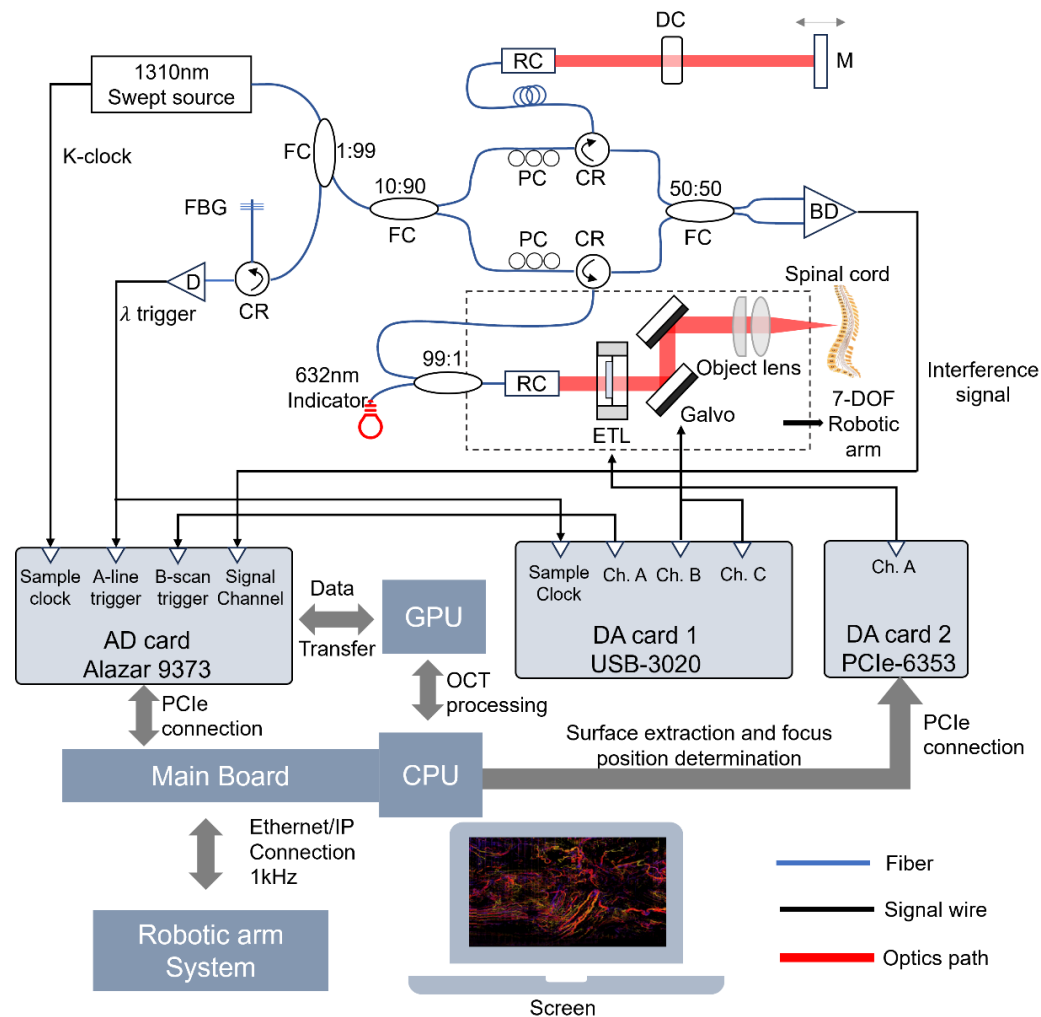 DC
RC
M
1310nm
Swept source
FC
1:99
K-clock
PC
CR
10:90
FC
50:50
FC
BD
FBG
PC
CR
D
CR
λ trigger
Spinal cord
99:1
632nm
Indicator
RC
Object lens
ETL
Galvo
7-DOF
Robotic
arm
Interference
signal
Sample
clock
A-line
trigger
B-scan
trigger
Signal
Channel
AD card
Alazar 9373
Data
Transfer
GPU
Sample
Clock
Ch. A
Ch. B
Ch. C
DA card 1
USB-3020
Ch. A
DA card 2
PCIe-6353
PCIe
connection
OCT
processing
Surface extraction and focus
position determination
PCIe
connection
Main Board
CPU
Ethernet/IP
Connection
1kHz
Robotic arm
System
Screen
Fiber
Signal wire
Optics path